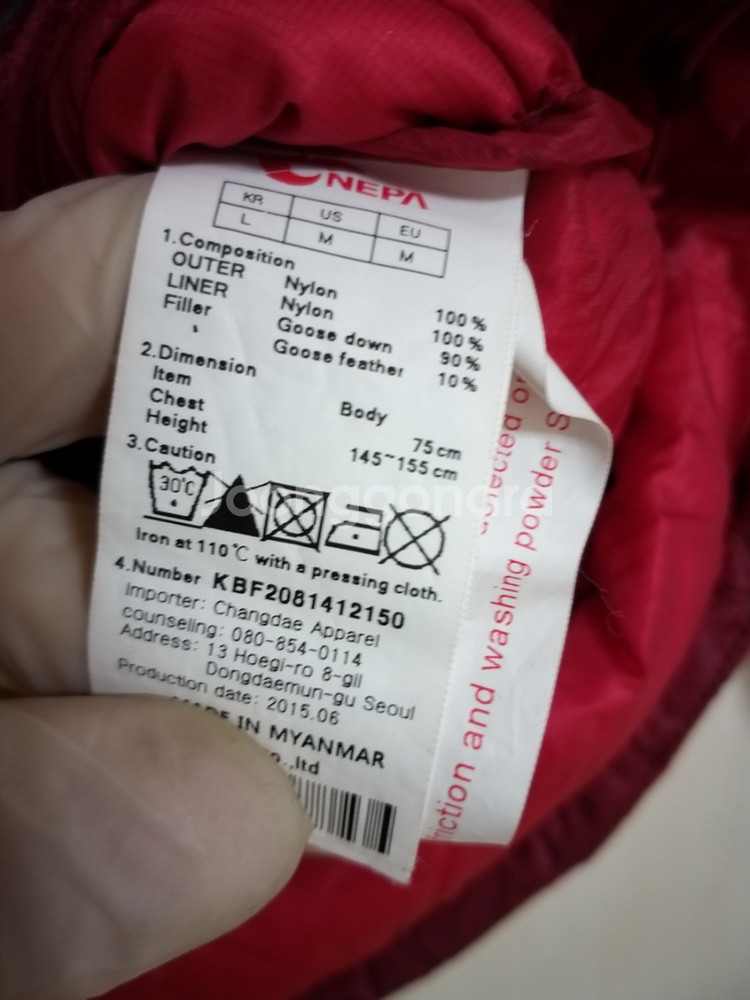 NEPA
KR US EU
L M M
1.Composition
OUTER Nylon 100%
LINER Nylon 100%
Filler Goose down 90%
Goose feather 10%
2.Dimension
Item Body
Chest 75cm
Height 145~155cm
3.Caution
30℃
Iron at 110℃ with a pressing cloth.
4.Number KBF2081412150
Importer: Changdae Apparel
counseling: 080-854-0114
Address: 13 Hoegi-ro 8-gil
Dongdaemun-gu Seoul
Production date: 2015.06
MADE IN MYANMAR
o.,ltd
Joonggonara
and washing powder